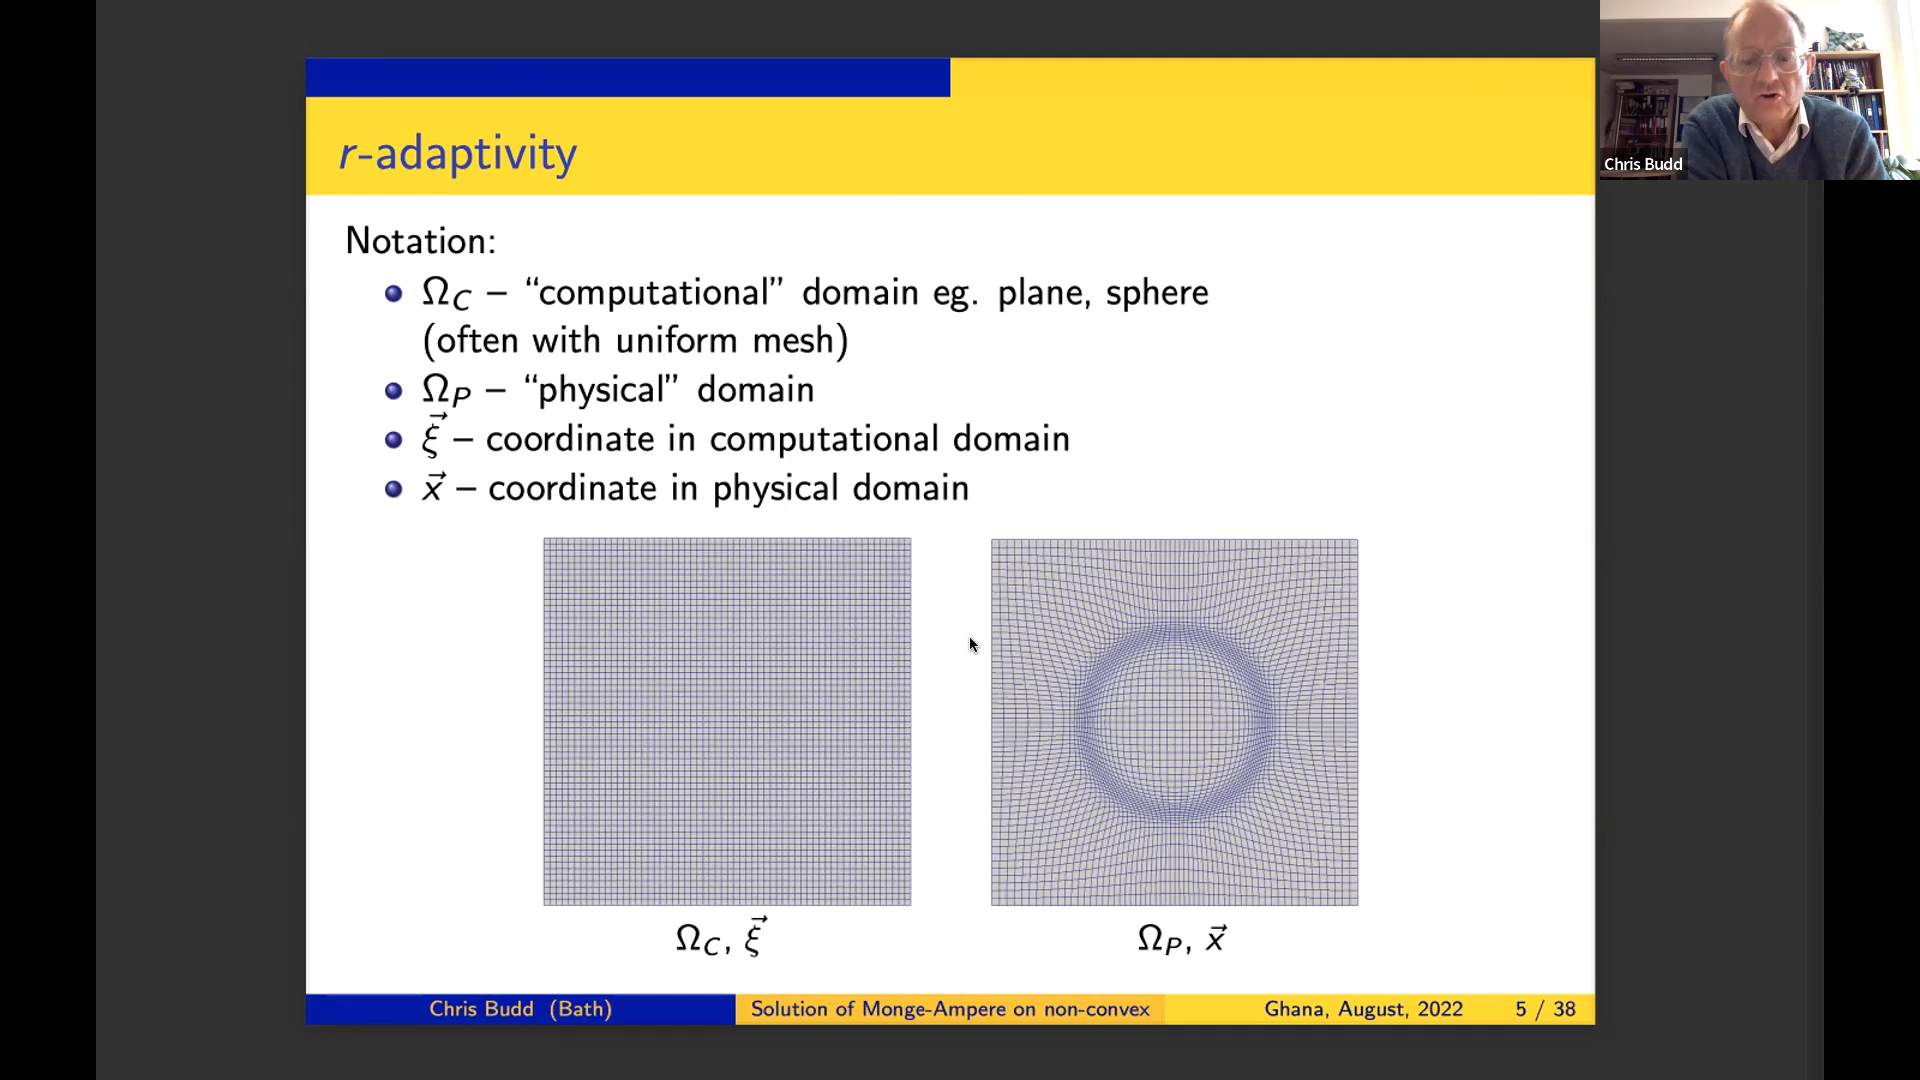 r-adaptivity
Notation:
Ω_C – “computational” domain eg. plane, sphere
(often with uniform mesh)
Ω_P – “physical” domain
ξ⃗ – coordinate in computational domain
x⃗ – coordinate in physical domain
Ω_C, ξ⃗
Ω_P, x⃗
Chris Budd (Bath)
Solution of Monge-Ampere on non-convex
Ghana, August, 2022
5 / 38
Chris Budd